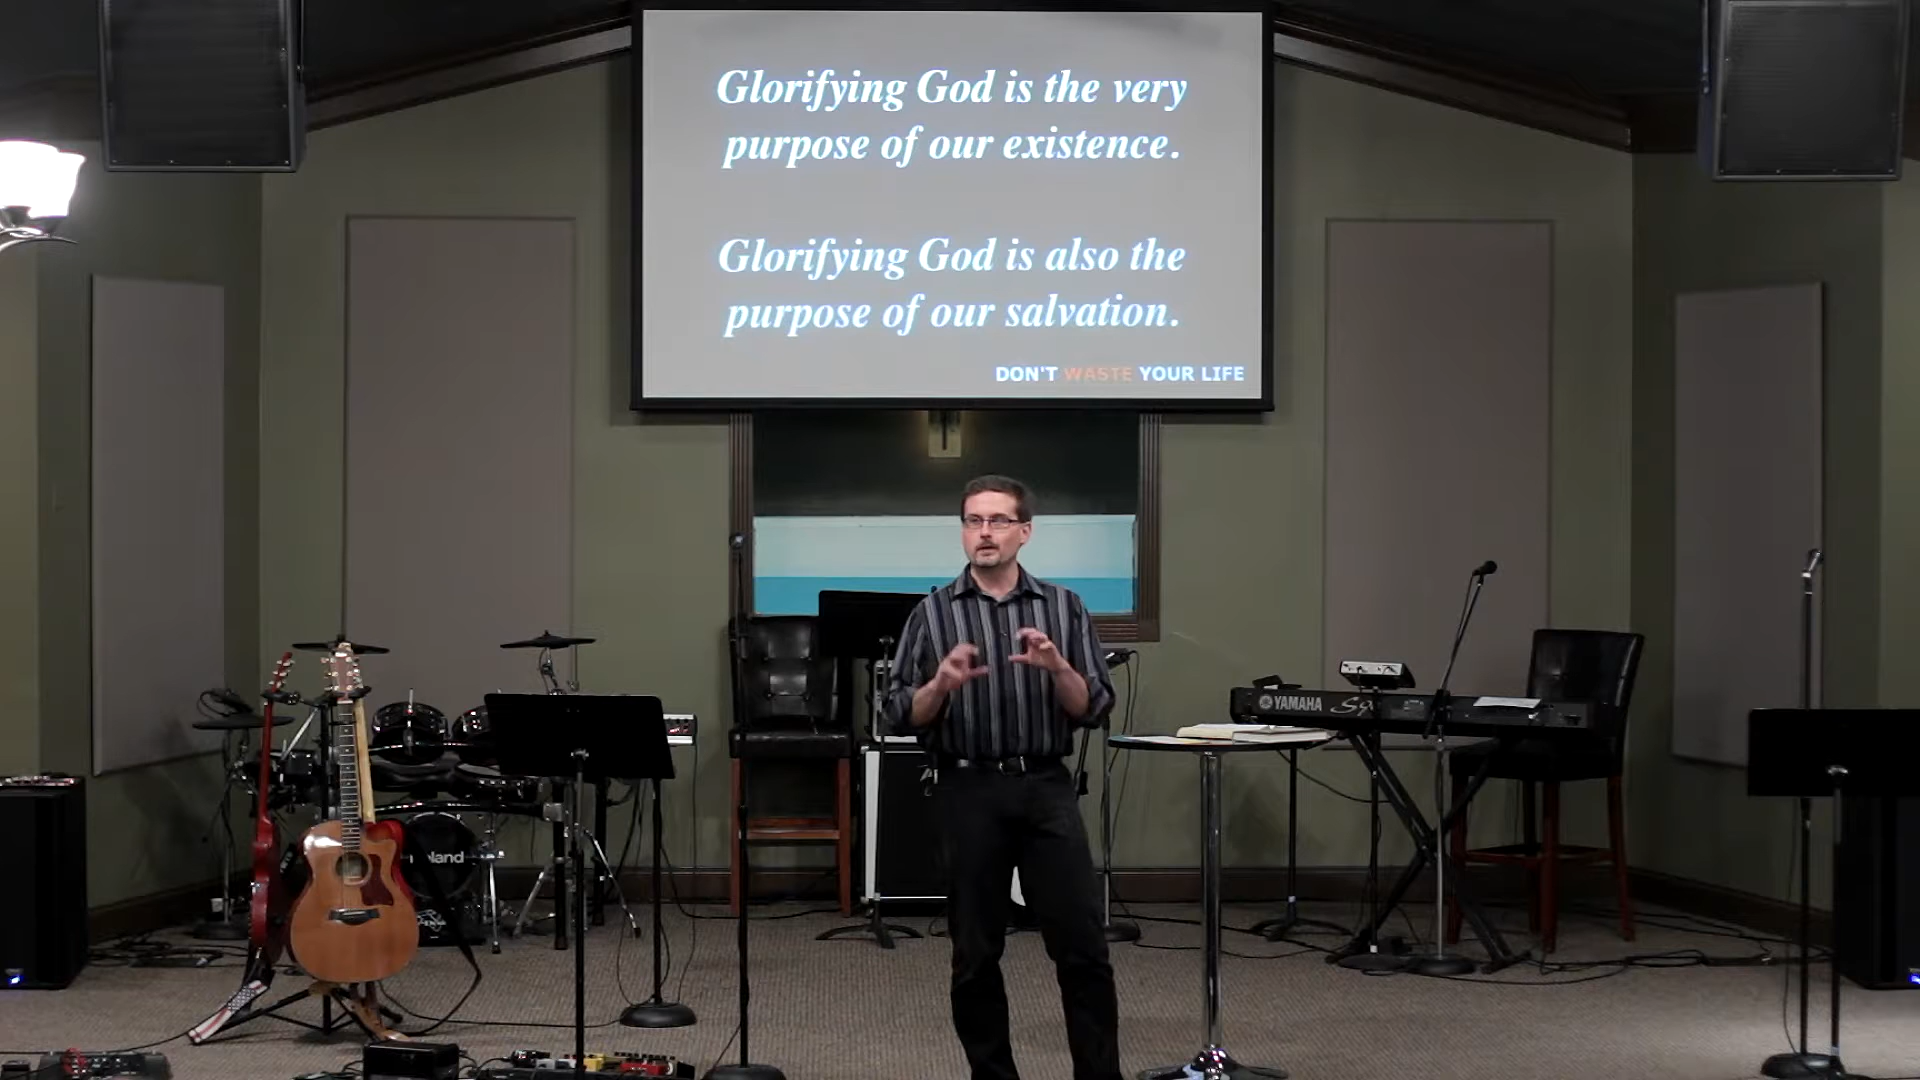 Glorifying God is the very
purpose of our existence.
Glorifying God is also the
purpose of our salvation.
DON'T WASTE YOUR LIFE
YAMAHA